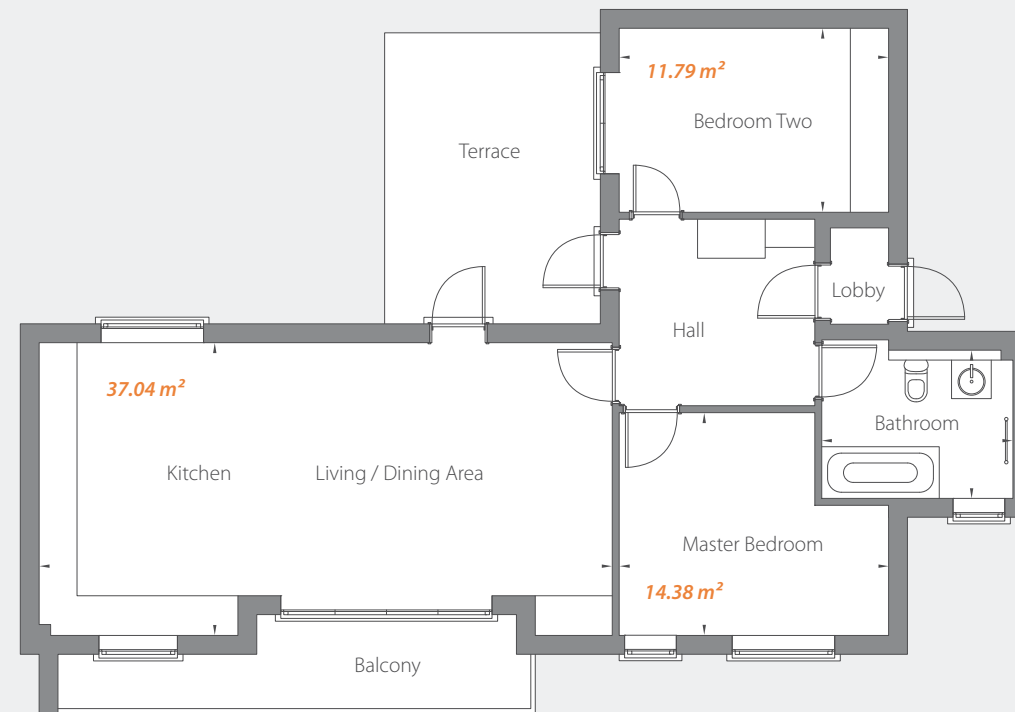 11.79 m²
Bedroom Two
Terrace
Lobby
Hall
37.04 m²
Bathroom
Kitchen
Living / Dining Area
Master Bedroom
14.38 m²
Balcony